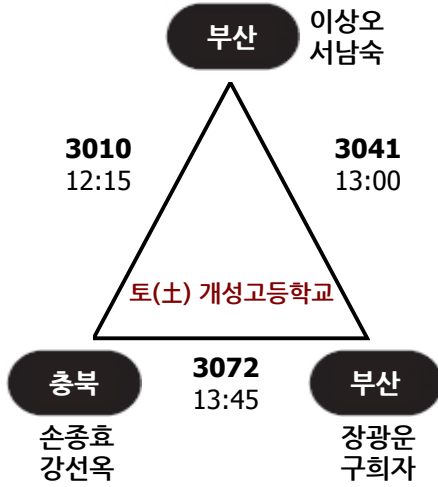 부산
이상오
서남숙
3010
12:15
3041
13:00
토(土) 개성고등학교
충북
3072
13:45
부산
손종효
강선옥
장광운
구희자